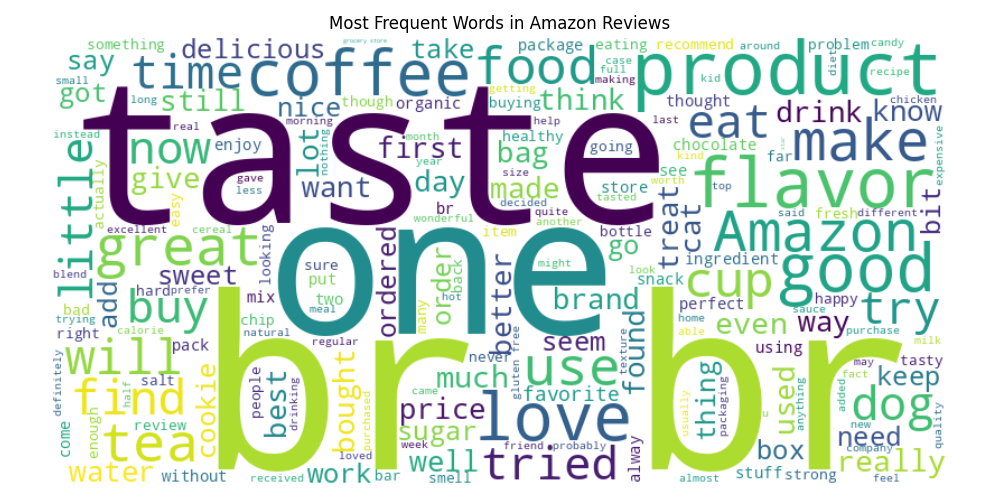 Most Frequent Words in Amazon Reviews
grocery store
something delicious take package eating recommend around problem candy
say time coffee food product
small case full making kid diet recipe
got long still nice though organic getting buying think thought drink know
taste
instead now real enjoy lot nothing morning first month bag healthy help going last eat make chicken expensive
little actually give easy gave less want day year size made store see chocolate kind far flavor
worth top treat cat bit
excellent cereal great looking br wonderful decided quite tasted another item bottle go said fresh different Amazon
one
blend sweet sure put two ordered order back hot many might look snack ingredient cup good
bad add hard prefer mix meal better brand perfect happy try
trying buy chip natural regular home able sauce purchase milk
right calorie even way
br br
will pack people seem found texture using tasty
definitely find half salt cookie best drinking bought never gluten free use much came favorite thing packaging usually anything used may fact added keep
love price dog new quality
come enough tea review loved purchased sugar week friend probably tried alway box need company
water without received work bar well smell almost stuff strong really feel